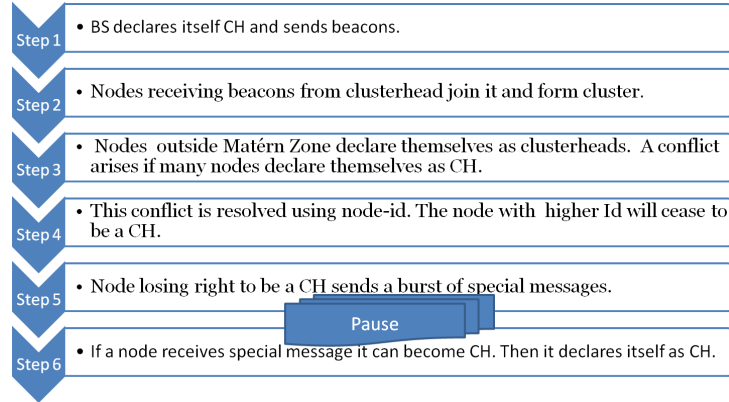 Step 1
• BS declares itself CH and sends beacons.
Step 2
• Nodes receiving beacons from clusterhead join it and form cluster.
Step 3
• Nodes outside Matérn Zone declare themselves as clusterheads. A conflict
arises if many nodes declare themselves as CH.
Step 4
• This conflict is resolved using node-id. The node with higher Id will cease to
be a CH.
Step 5
• Node losing right to be a CH sends a burst of special messages.
Pause
Step 6
• If a node receives special message it can become CH. Then it declares itself as CH.